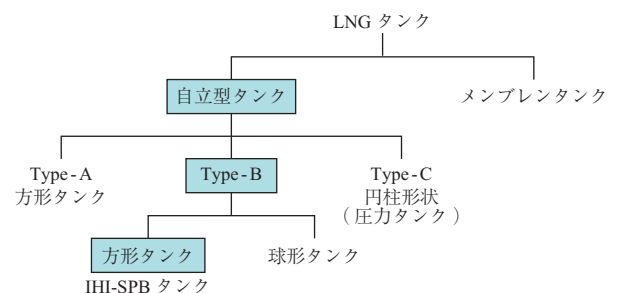 LNG タンク
自立型タンク
メンブレンタンク
Type-A
方形タンク
Type-B
Type-C
円柱形状
( 圧力タンク )
方形タンク
IHI-SPB タンク
球形タンク